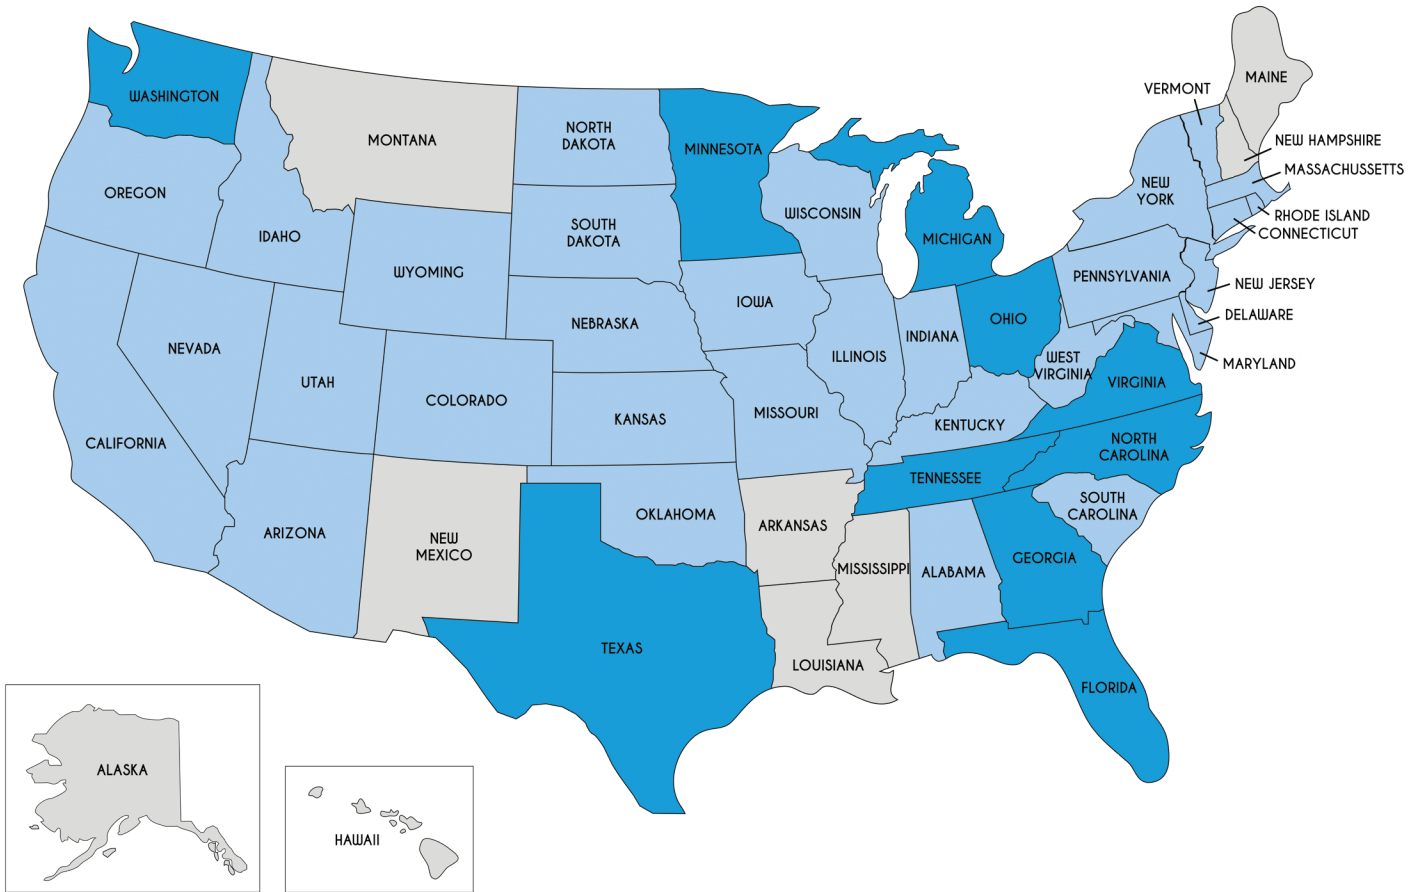 WASHINGTON
MONTANA
NORTH
DAKOTA
MINNESOTA
MAINE
VERMONT
NEW HAMPSHIRE
MASSACHUSSETTS
OREGON
IDAHO
WYOMING
SOUTH
DAKOTA
WISCONSIN
MICHIGAN
NEW
YORK
RHODE ISLAND
CONNECTICUT
PENNSYLVANIA
NEW JERSEY
DELAWARE
MARYLAND
NEVADA
UTAH
COLORADO
NEBRASKA
IOWA
ILLINOIS
INDIANA
OHIO
WEST
VIRGINIA
VIRGINIA
CALIFORNIA
KANSAS
MISSOURI
KENTUCKY
NORTH
CAROLINA
TENNESSEE
SOUTH
CAROLINA
ARIZONA
NEW
MEXICO
OKLAHOMA
ARKANSAS
MISSISSIPPI
ALABAMA
GEORGIA
TEXAS
LOUISIANA
FLORIDA
ALASKA
HAWAII